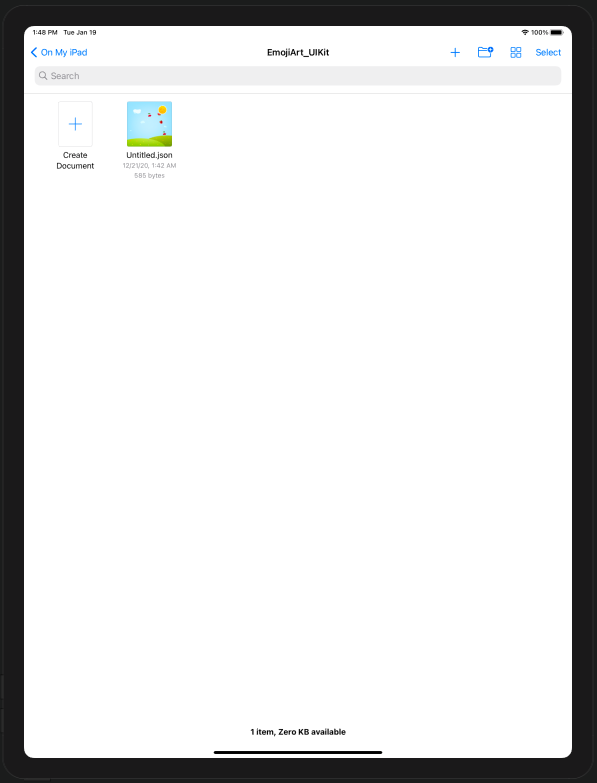 1:48 PM Tue Jan 19
100%
On My iPad
EmojiArt_UIKit
Select
Search
Create
Document
Untitled.json
12/21/20, 1:42 AM
585 bytes
1 item, Zero KB available